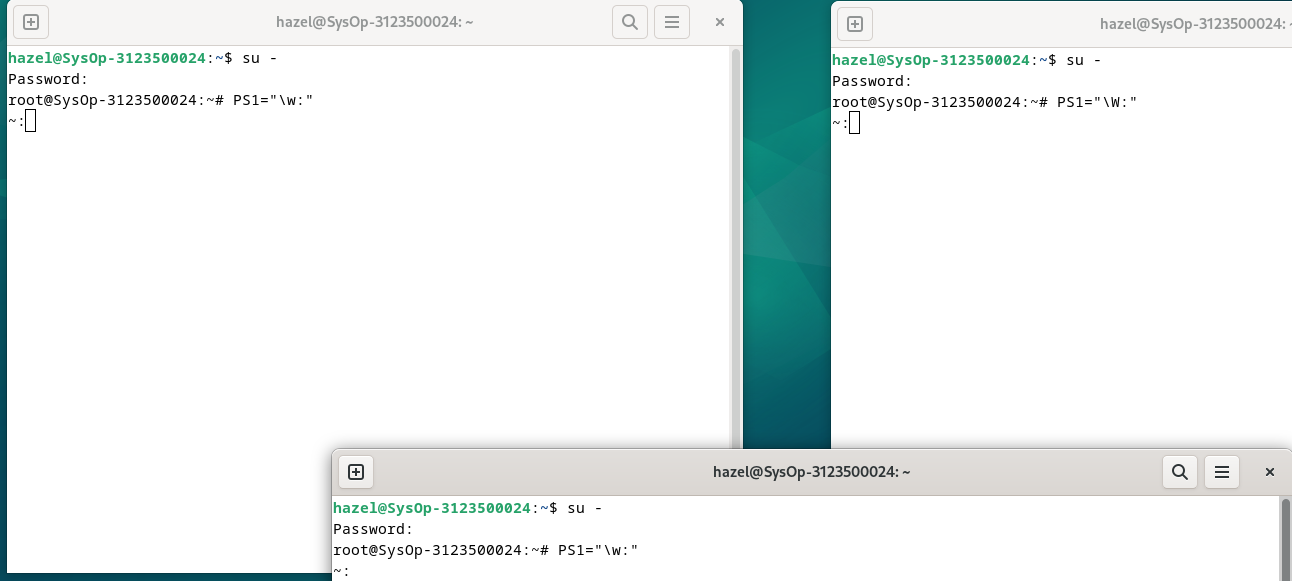 hazel@SysOp-3123500024: ~
hazel@SysOp-3123500024:~$ su -
Password:
root@SysOp-3123500024:~# PS1="\w:"
~:
hazel@SysOp-3123500024: ~
hazel@SysOp-3123500024:~$ su -
Password:
root@SysOp-3123500024:~# PS1="\W:"
~:
hazel@SysOp-3123500024: ~
hazel@SysOp-3123500024:~$ su -
Password:
root@SysOp-3123500024:~# PS1="\w:"
~: